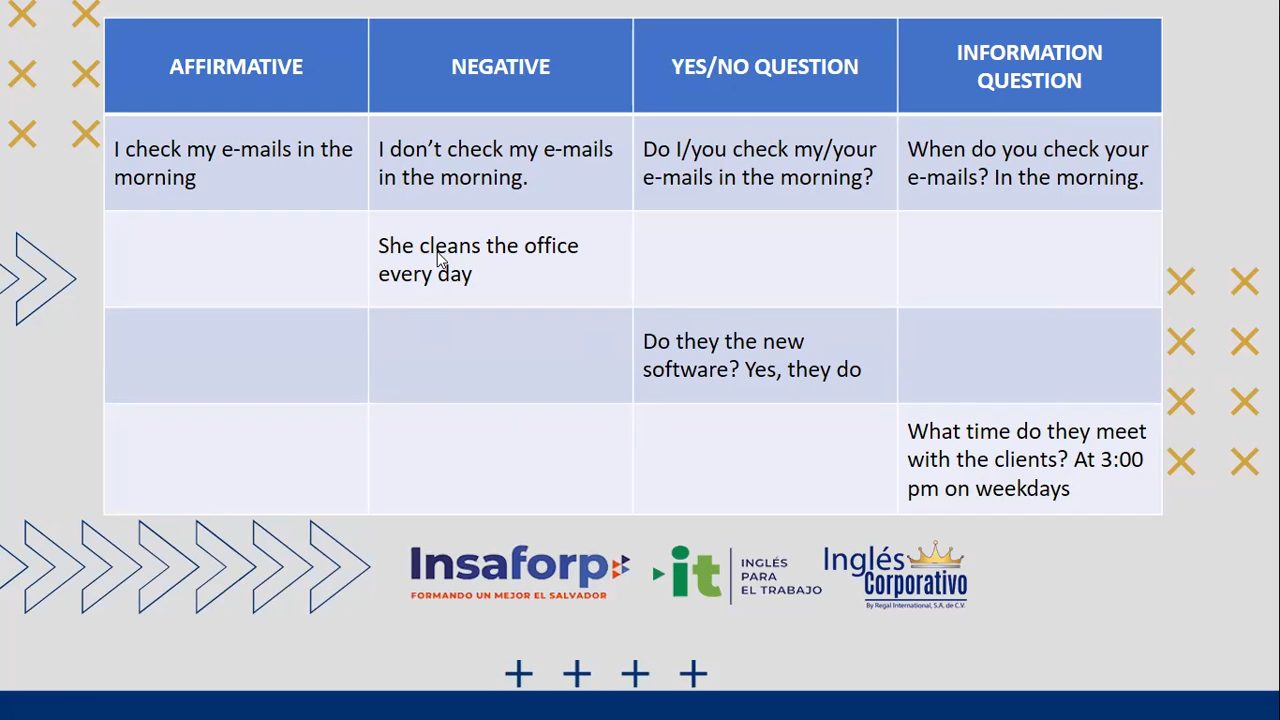 AFFIRMATIVE
NEGATIVE
YES/NO QUESTION
INFORMATION
QUESTION
I check my e-mails in the
morning
I don't check my e-mails
in the morning.
Do I/you check my/your
e-mails in the morning?
When do you check your
e-mails? In the morning.
She cleans the office
every day
Do they the new
software? Yes, they do
What time do they meet
with the clients? At 3:00
pm on weekdays
Insaforp
FORMANDO UN MEJOR EL SALVADOR
it
INGLÉS
PARA
EL TRABAJO
Inglés
Corporativo
By Regal International, S.A. de C.V.